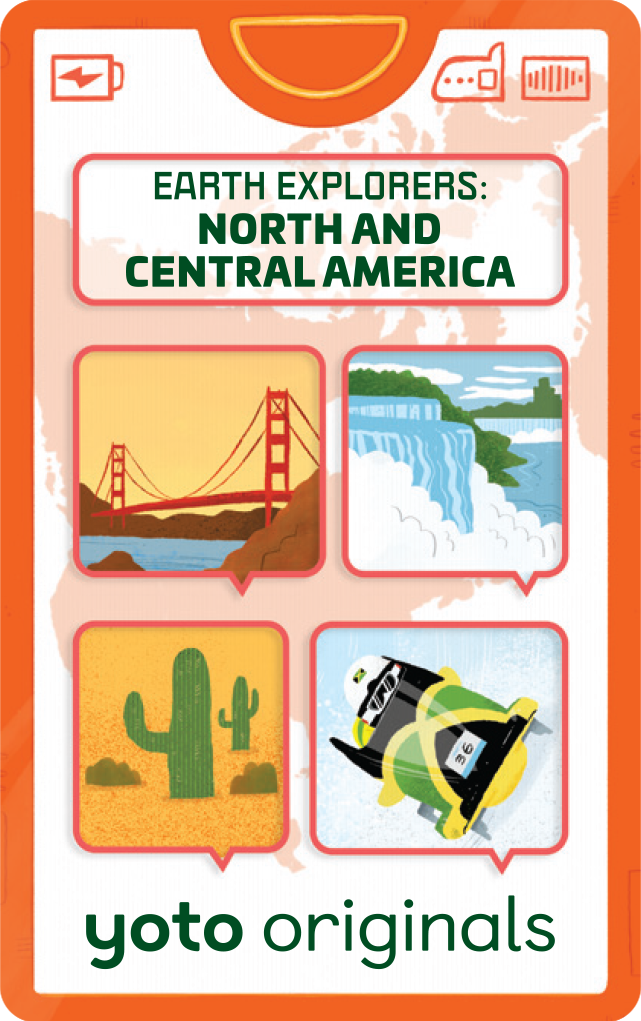 EARTH EXPLORERS:
NORTH AND
CENTRAL AMERICA
36
yoto originals